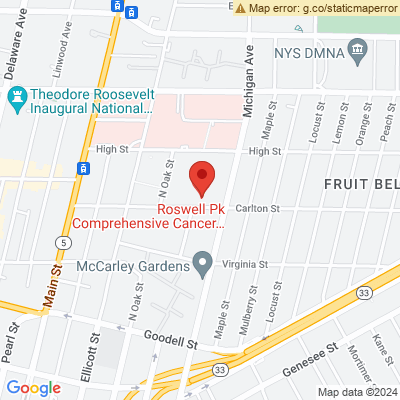 Map error: g.co/staticmaperror
Delaware Ave
Linwood Ave
Michigan Ave
NYS DMNA
Theodore Roosevelt
Inaugural National...
Maple St
Locust St
Lemon St
Orange St
Peach St
High St
High St
N Oak St
FRUIT BEL
Roswell Pk
Comprehensive Cancer...
Carlton St
5
McCarley Gardens
Virginia St
Main St
N Oak St
Maple St
Mulberry St
Locust St
33
Pearl St
Ellicott St
Goodell St
33
Genesee St
Mortimer
Kane St
Google
Map data ©2024